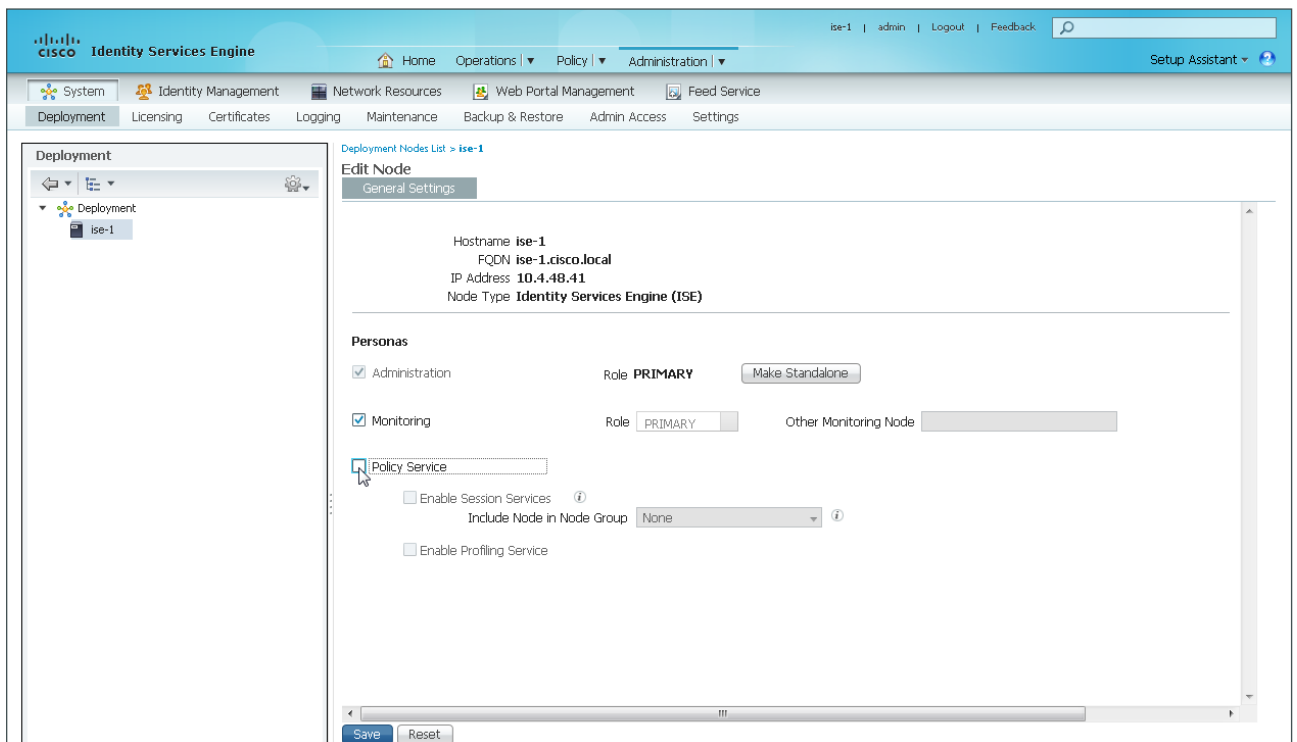 ise-1 | admin | Logout | Feedback
cisco Identity Services Engine
Home Operations | ▼ Policy | ▼ Administration | ▼ Setup Assistant ▼
System Identity Management Network Resources Web Portal Management Feed Service
Deployment Licensing Certificates Logging Maintenance Backup & Restore Admin Access Settings
Deployment
Deployment
ise-1
Deployment Nodes List > ise-1
Edit Node
General Settings
Hostname ise-1
FQDN ise-1.cisco.local
IP Address 10.4.48.41
Node Type Identity Services Engine (ISE)
Personas
Administration Role PRIMARY Make Standalone
Monitoring Role PRIMARY Other Monitoring Node
Policy Service
Enable Session Services
Include Node in Node Group None
Enable Profiling Service
Save Reset